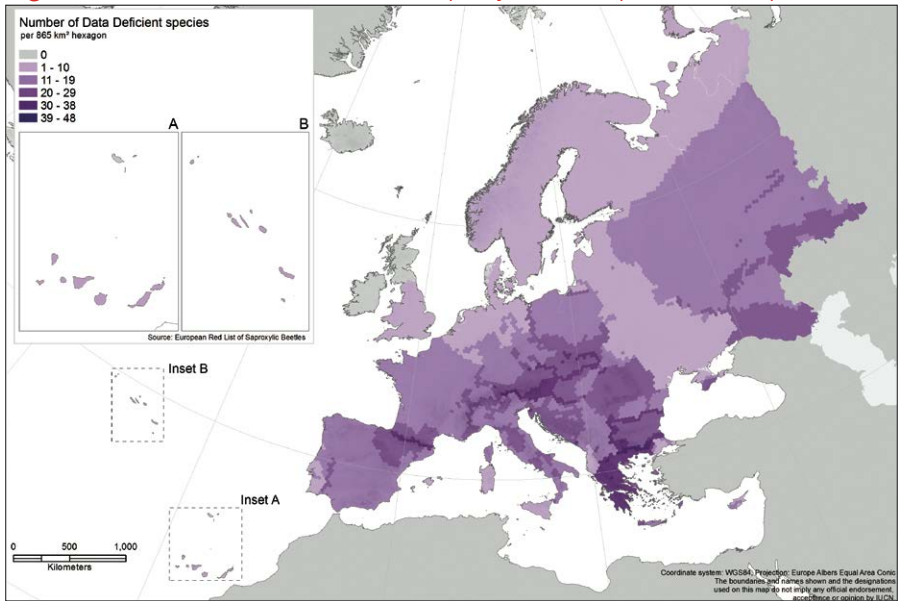 Number of Data Deficient species
per 865 km² hexagon
0
1 - 10
11 - 19
20 - 29
30 - 38
39 - 48
A
B
Source: European Red List of Saproxylic Beetles
Inset B
Inset A
0 500 1,000
Kilometers
Coordinate system: WGS84; Projection: Europe Albers Equal Area Conic
The boundaries and names shown and the designations
used on this map do not imply any official endorsement,
acceptance or opinion by IUCN.